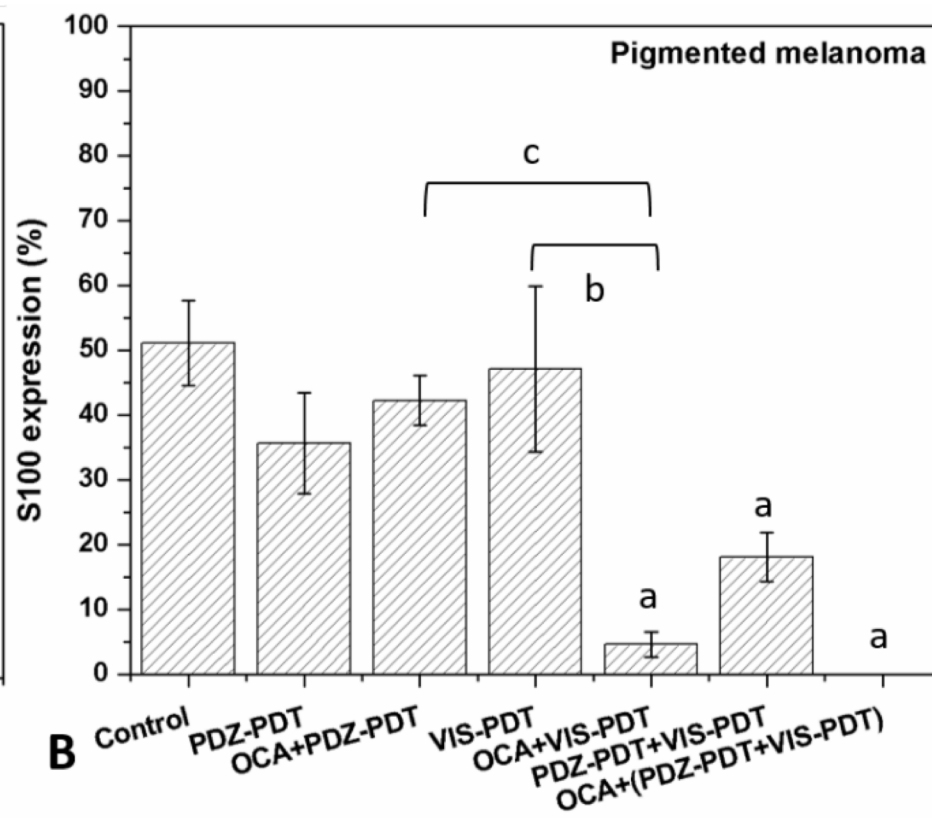 Pigmented melanoma
S100 expression (%)
100
90
80
70
60
50
40
30
20
10
0
c
b
a
a
a
Control
PDZ-PDT
OCA+PDZ-PDT
VIS-PDT
OCA+VIS-PDT
PDZ-PDT+VIS-PDT
OCA+(PDZ-PDT+VIS-PDT)
B